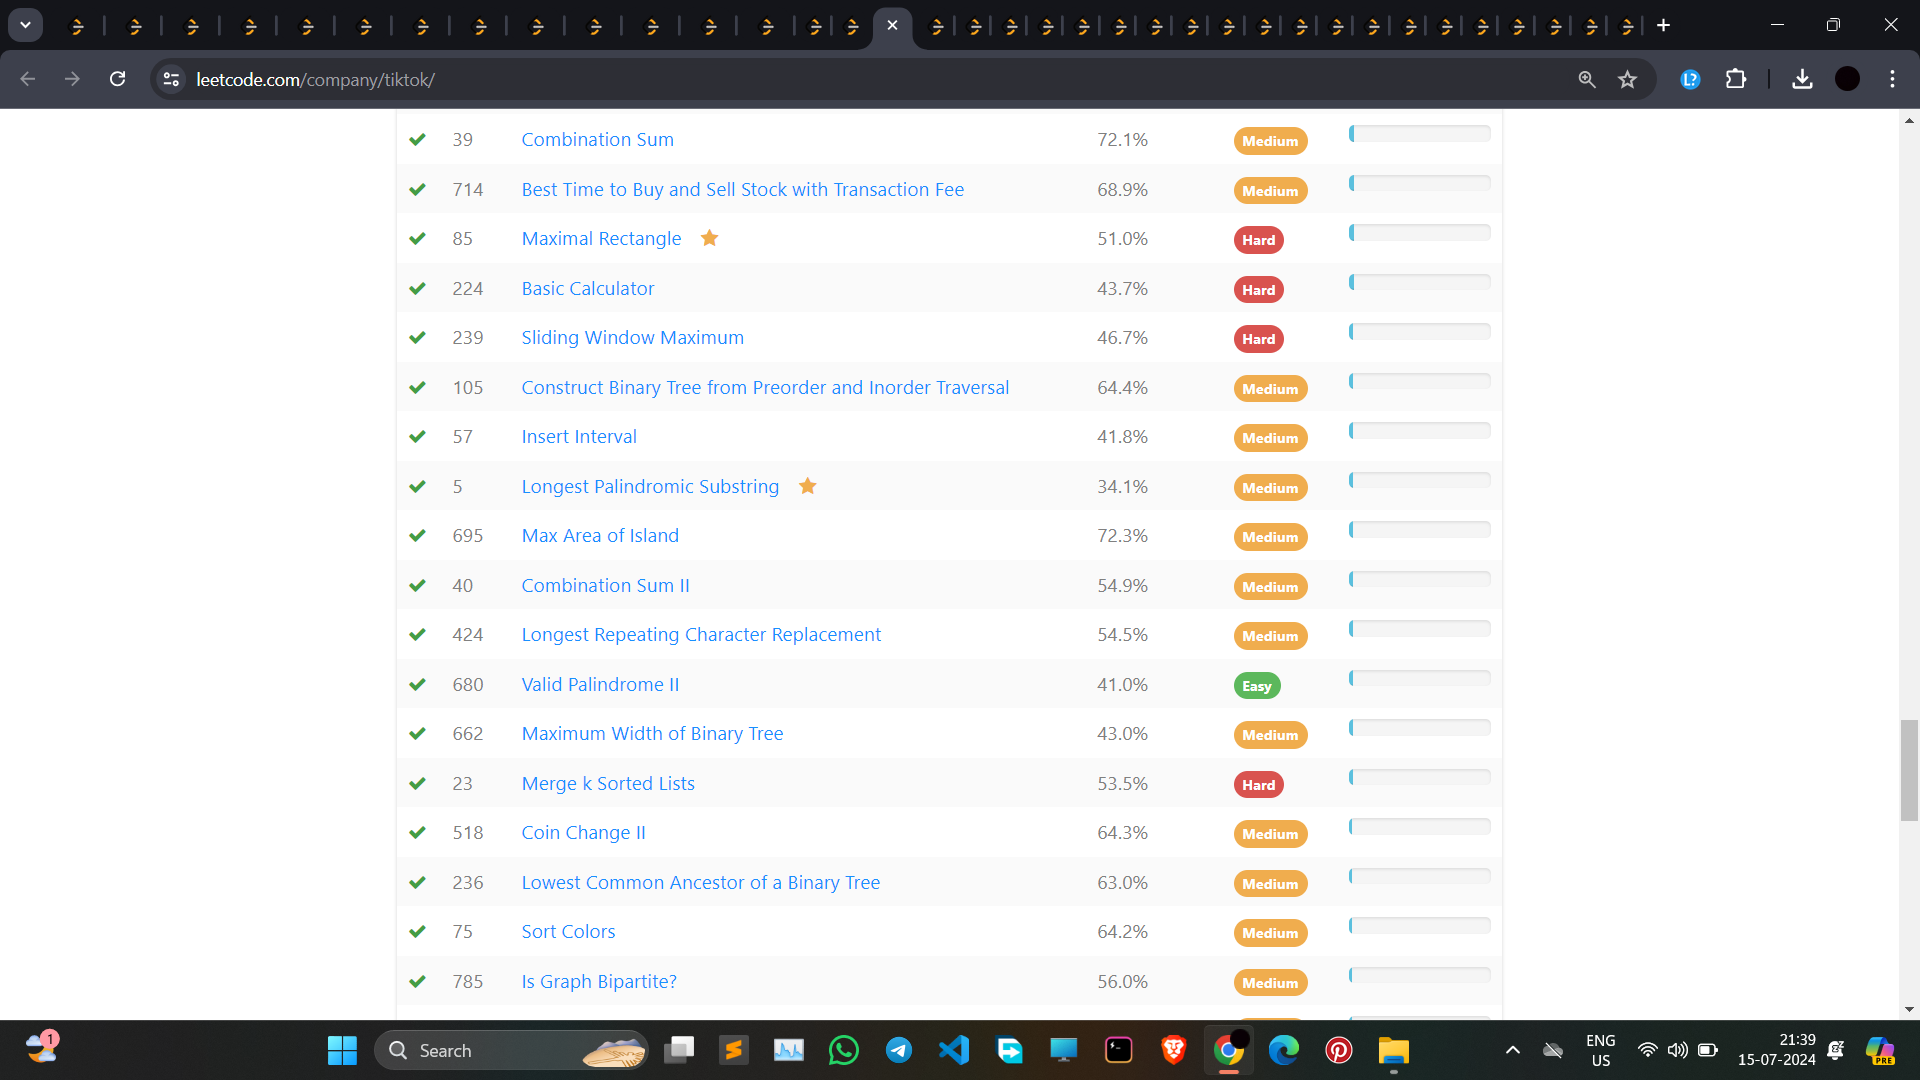 leetcode.com/company/tiktok/
39 Combination Sum 72.1% Medium
714 Best Time to Buy and Sell Stock with Transaction Fee 68.9% Medium
85 Maximal Rectangle 51.0% Hard
224 Basic Calculator 43.7% Hard
239 Sliding Window Maximum 46.7% Hard
105 Construct Binary Tree from Preorder and Inorder Traversal 64.4% Medium
57 Insert Interval 41.8% Medium
5 Longest Palindromic Substring 34.1% Medium
695 Max Area of Island 72.3% Medium
40 Combination Sum II 54.9% Medium
424 Longest Repeating Character Replacement 54.5% Medium
680 Valid Palindrome II 41.0% Easy
662 Maximum Width of Binary Tree 43.0% Medium
23 Merge k Sorted Lists 53.5% Hard
518 Coin Change II 64.3% Medium
236 Lowest Common Ancestor of a Binary Tree 63.0% Medium
75 Sort Colors 64.2% Medium
785 Is Graph Bipartite? 56.0% Medium
1 Search ENG 21:39
US 15-07-2024 PRE